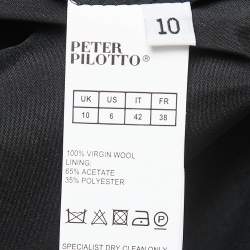 10
PETER
PILOTTO®
UK US IT FR
10 6 42 38
100% VIRGIN WOOL
LINING:
65% ACETATE
35% POLYESTER
SPECIALIST DRY CLEAN ONLY